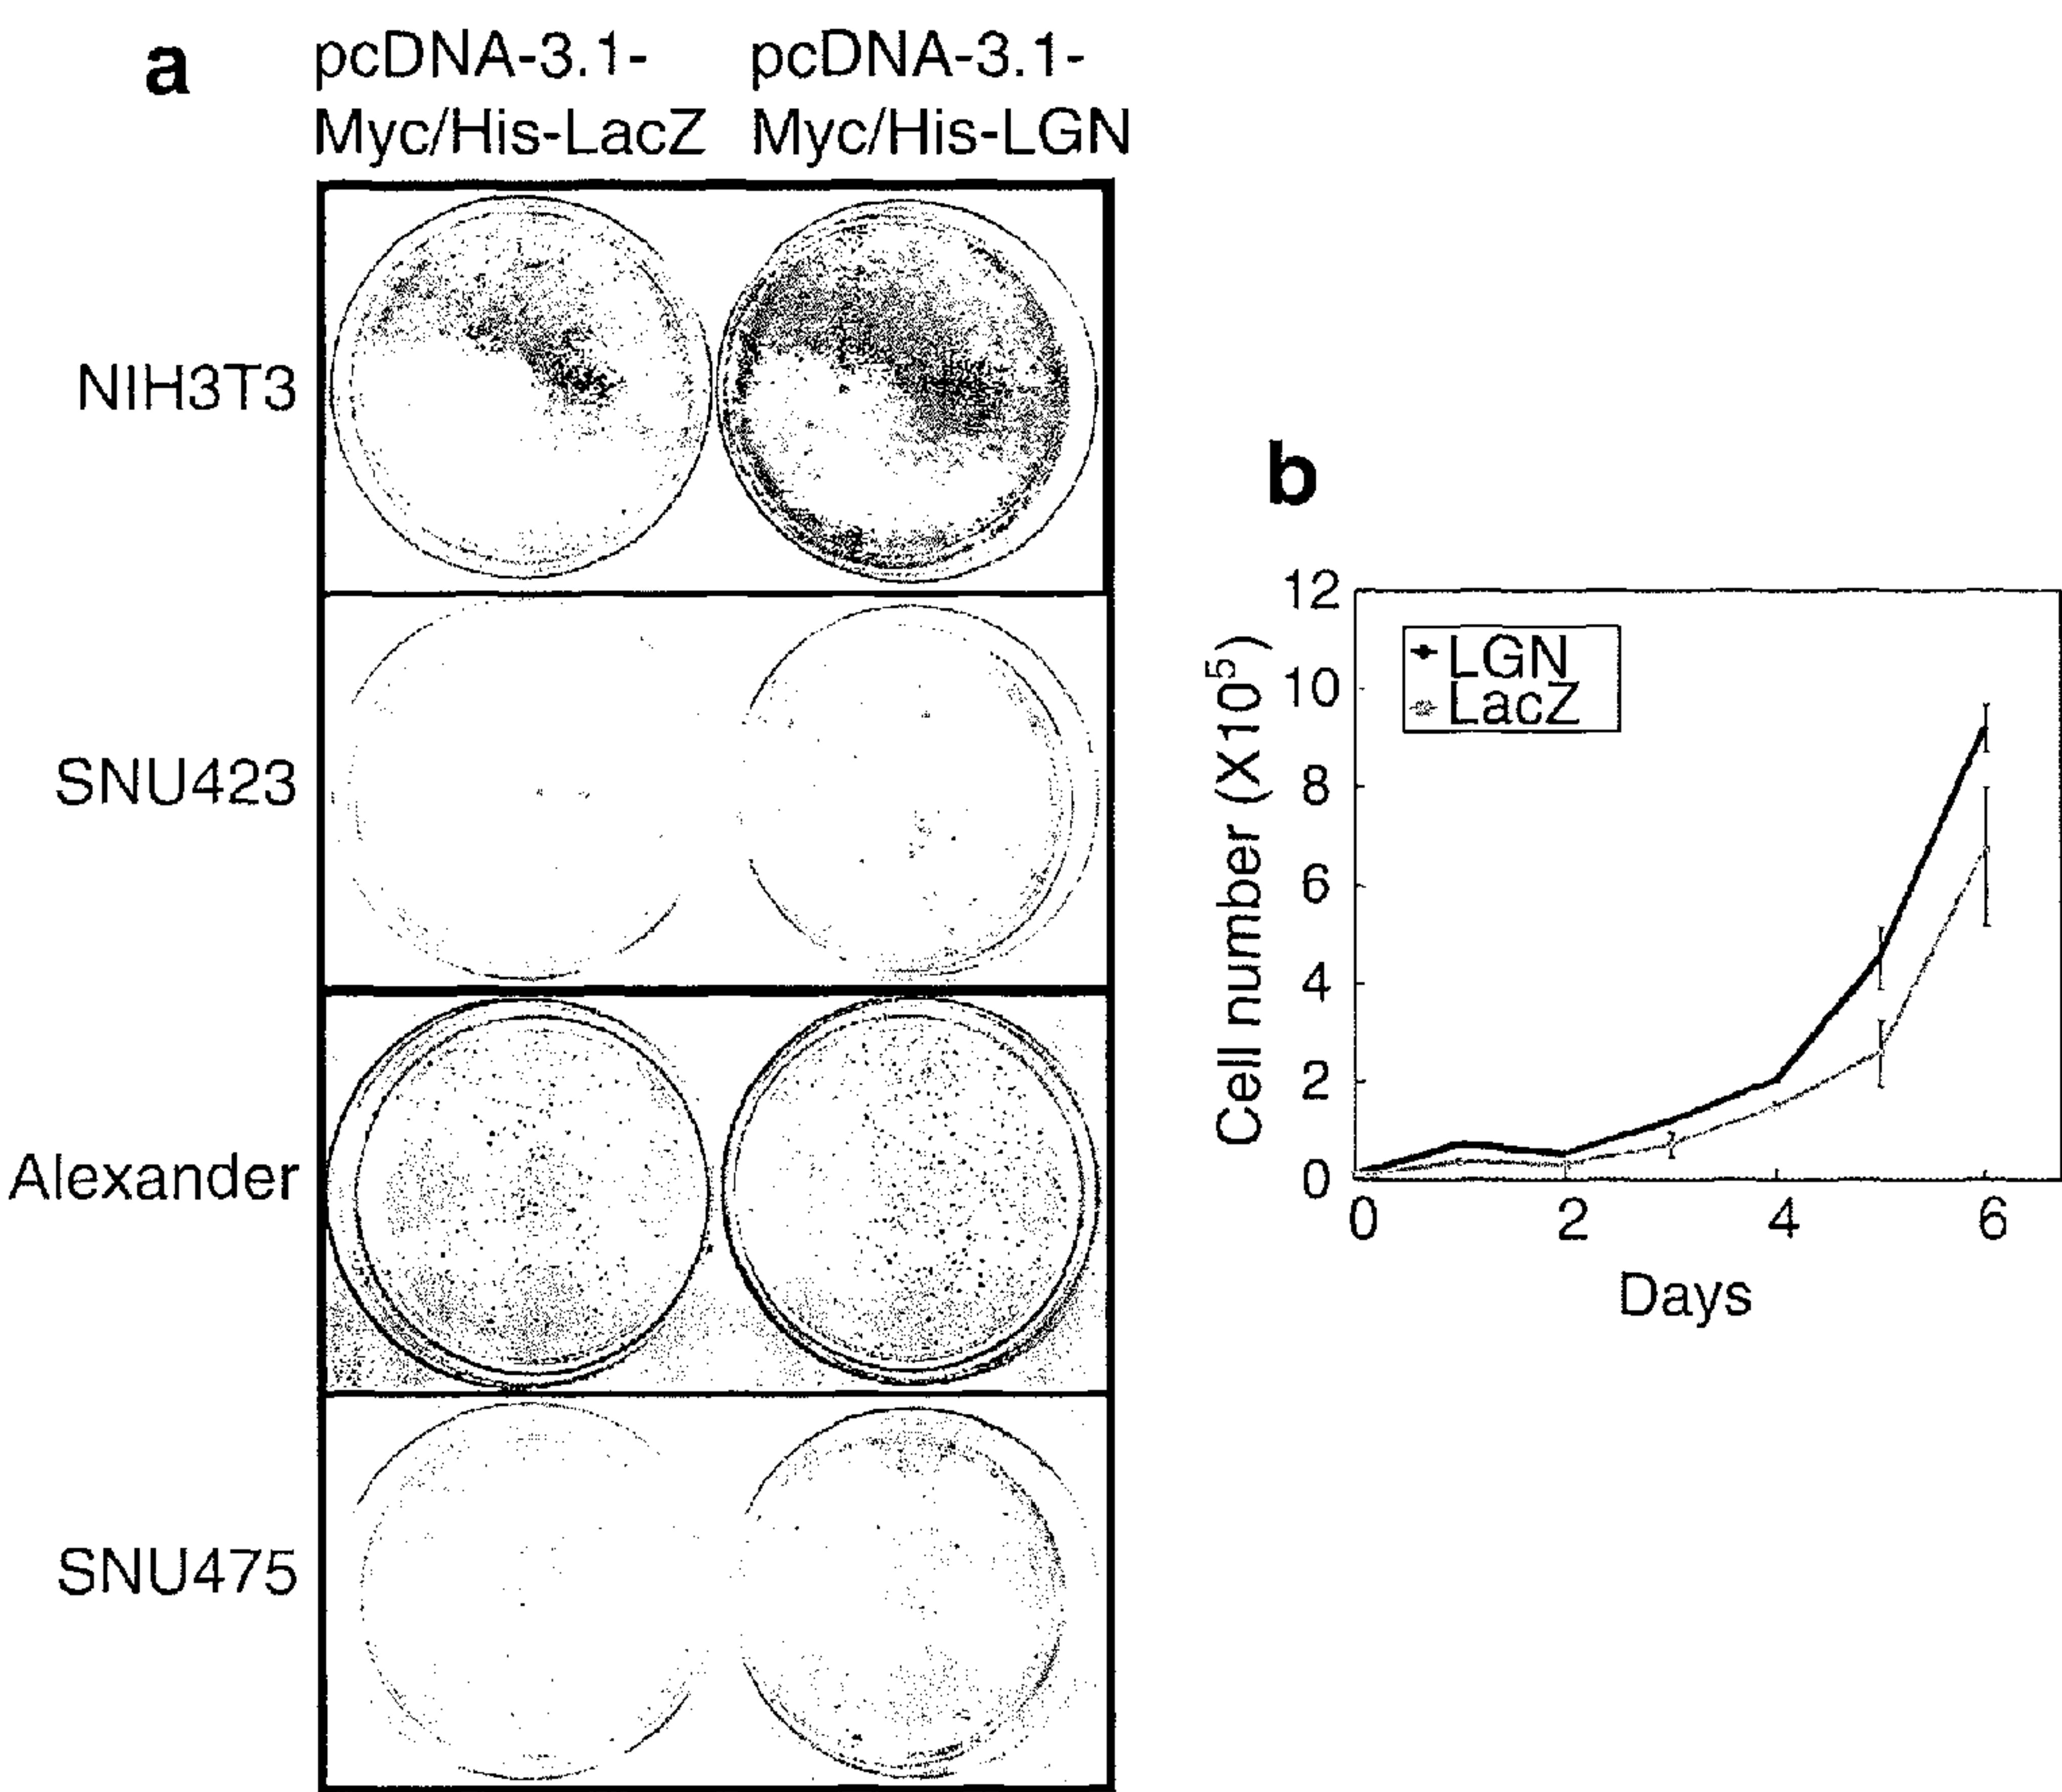 a
pcDNA-3.1-
Myc/His-LacZ
pcDNA-3.1-
Myc/His-LGN
NIH3T3
SNU423
Alexander
SNU475
b
12
10
8
6
4
2
0
Cell number (X10⁵)
LGN
LacZ
0 2 4 6
Days